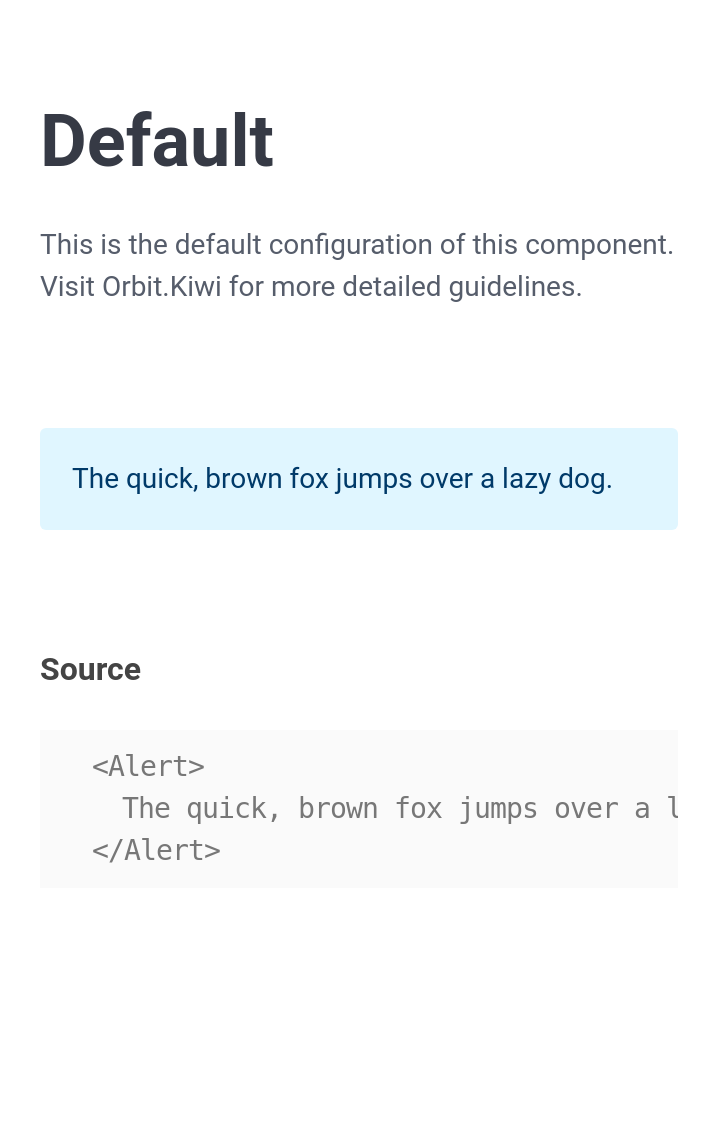 Default
This is the default configuration of this component.
Visit Orbit.Kiwi for more detailed guidelines.
The quick, brown fox jumps over a lazy dog.
Source
<Alert>
The quick, brown fox jumps over a l
</Alert>